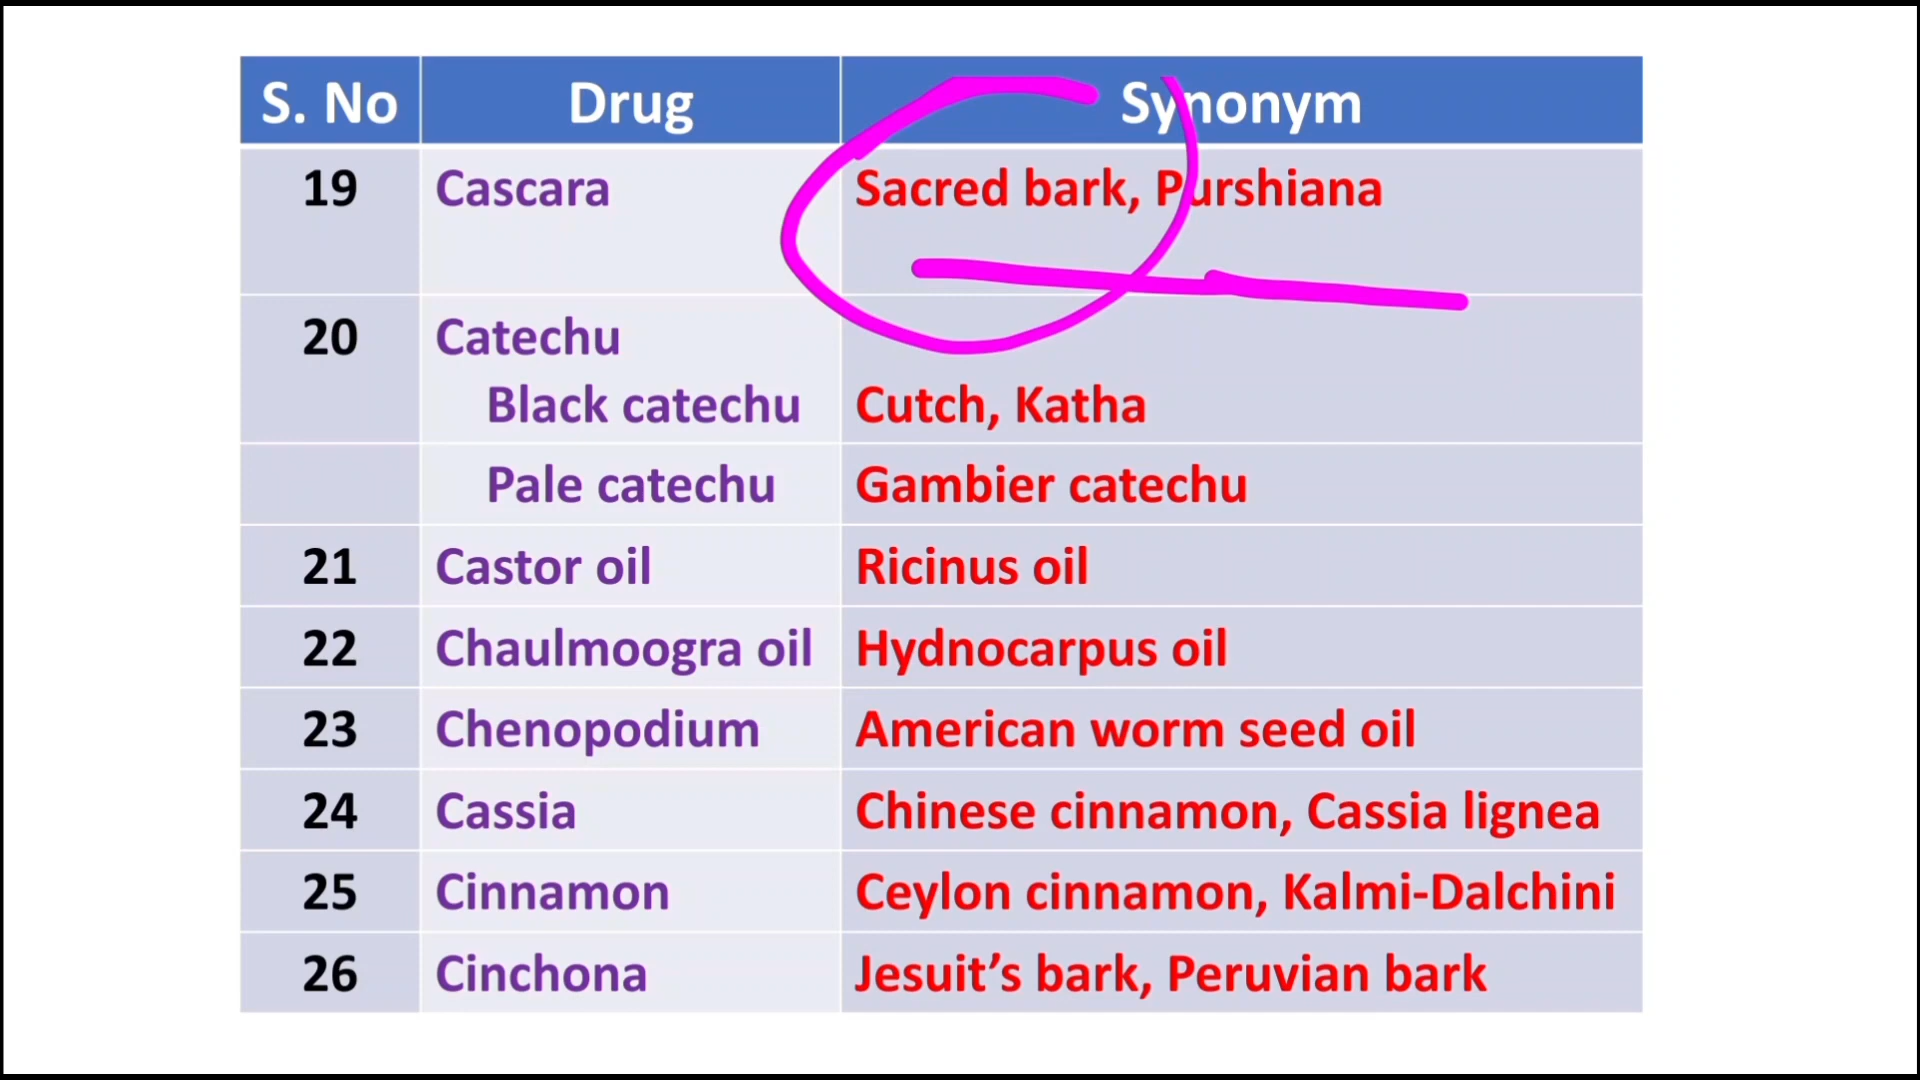 S. No Drug Synonym
19 Cascara Sacred bark, Purshiana
20 Catechu
Black catechu Cutch, Katha
Pale catechu Gambier catechu
21 Castor oil Ricinus oil
22 Chaulmoogra oil Hydnocarpus oil
23 Chenopodium American worm seed oil
24 Cassia Chinese cinnamon, Cassia lignea
25 Cinnamon Ceylon cinnamon, Kalmi-Dalchini
26 Cinchona Jesuit’s bark, Peruvian bark